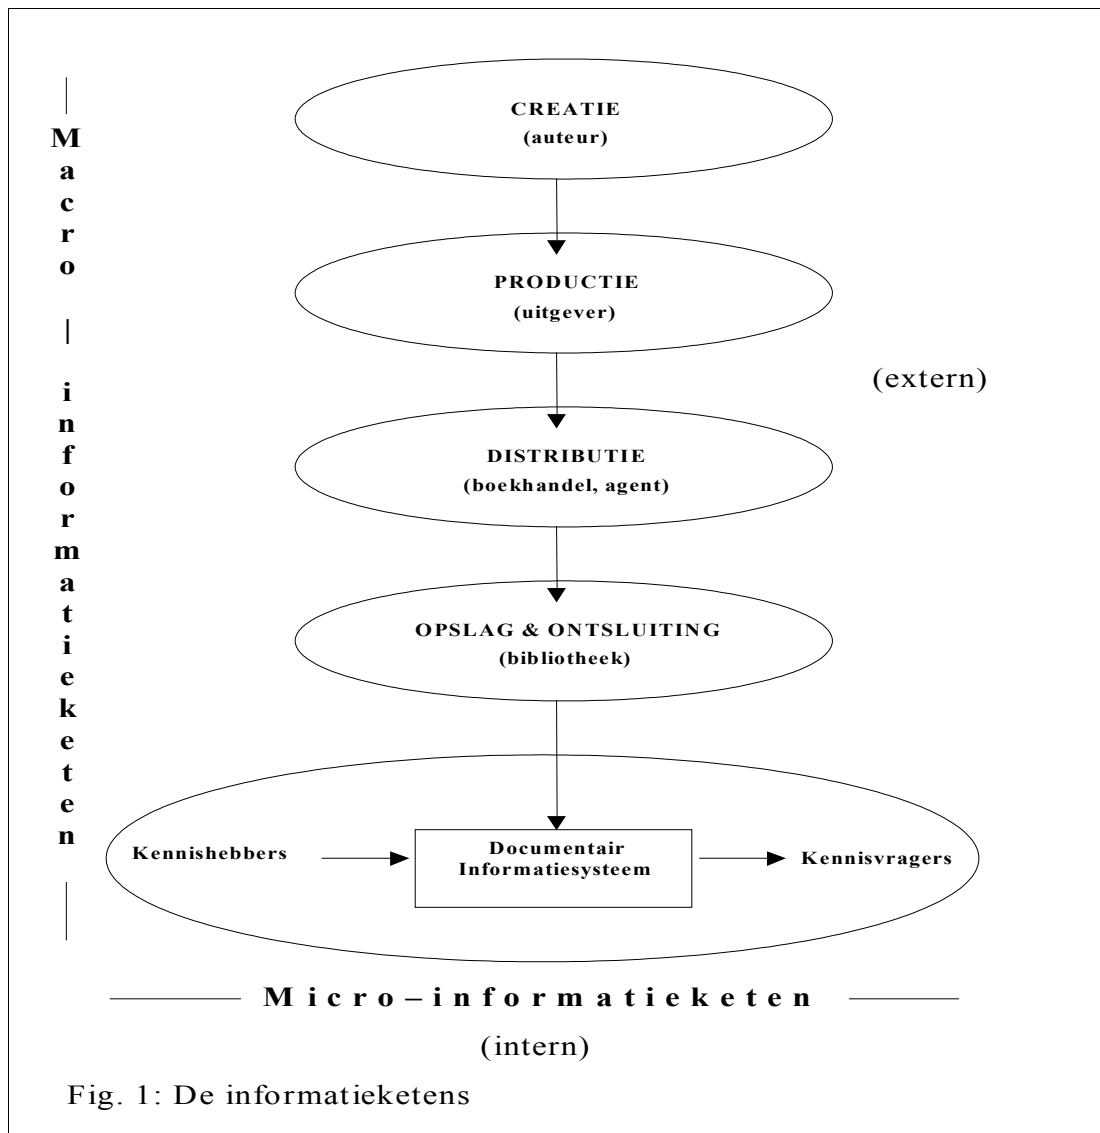 CREATIE
(auteur)
PRODUCTIE
(uitgever)
(extern)
DISTRIBUTIE
(boekhandel, agent)
OPSLAG & ONTSLUITING
(bibliotheek)
Macro | informatieketen
Kennishebbers
Documentair
Informatiesysteem
Kennisvragers
Micro–informatieketen
(intern)
Fig. 1: De informatieketens